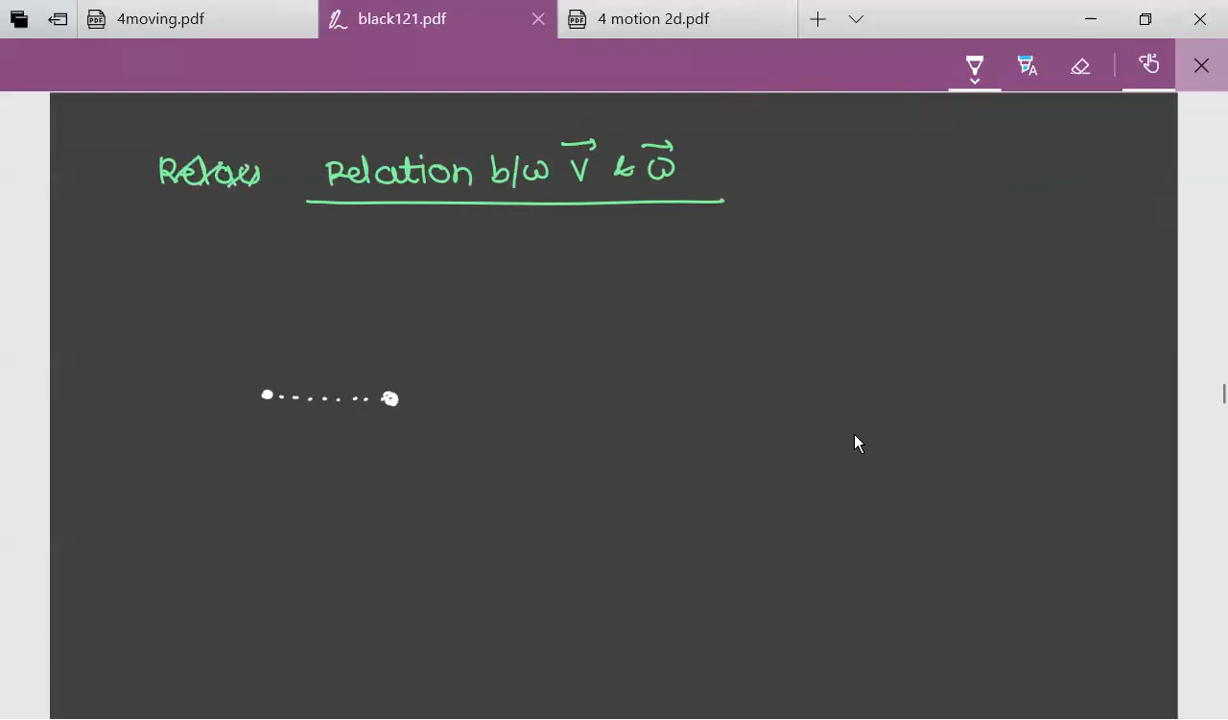 4moving.pdf black121.pdf 4 motion 2d.pdf
Relation b/w V & ω